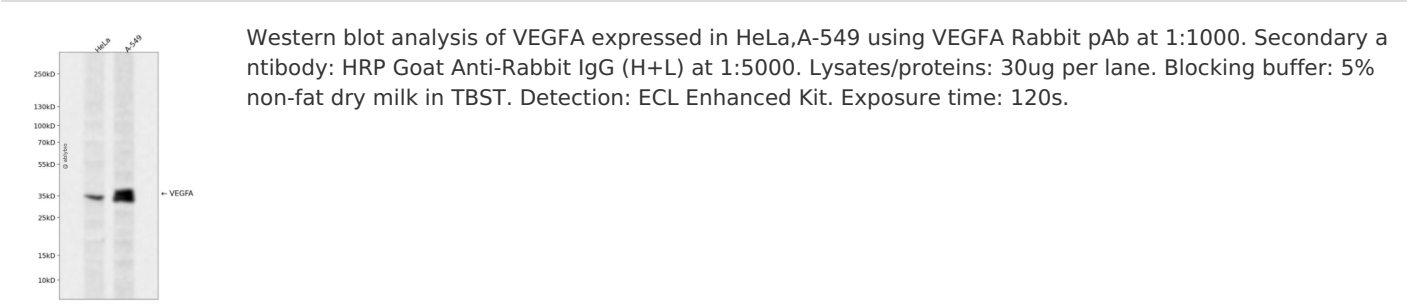 HeLa
A-549
250kD
130kD
100kD
70kD
55kD
35kD
25kD
15kD
10kD
@ ablybio
← VEGFA
Western blot analysis of VEGFA expressed in HeLa,A-549 using VEGFA Rabbit pAb at 1:1000. Secondary a
ntibody: HRP Goat Anti-Rabbit IgG (H+L) at 1:5000. Lysates/proteins: 30ug per lane. Blocking buffer: 5%
non-fat dry milk in TBST. Detection: ECL Enhanced Kit. Exposure time: 120s.